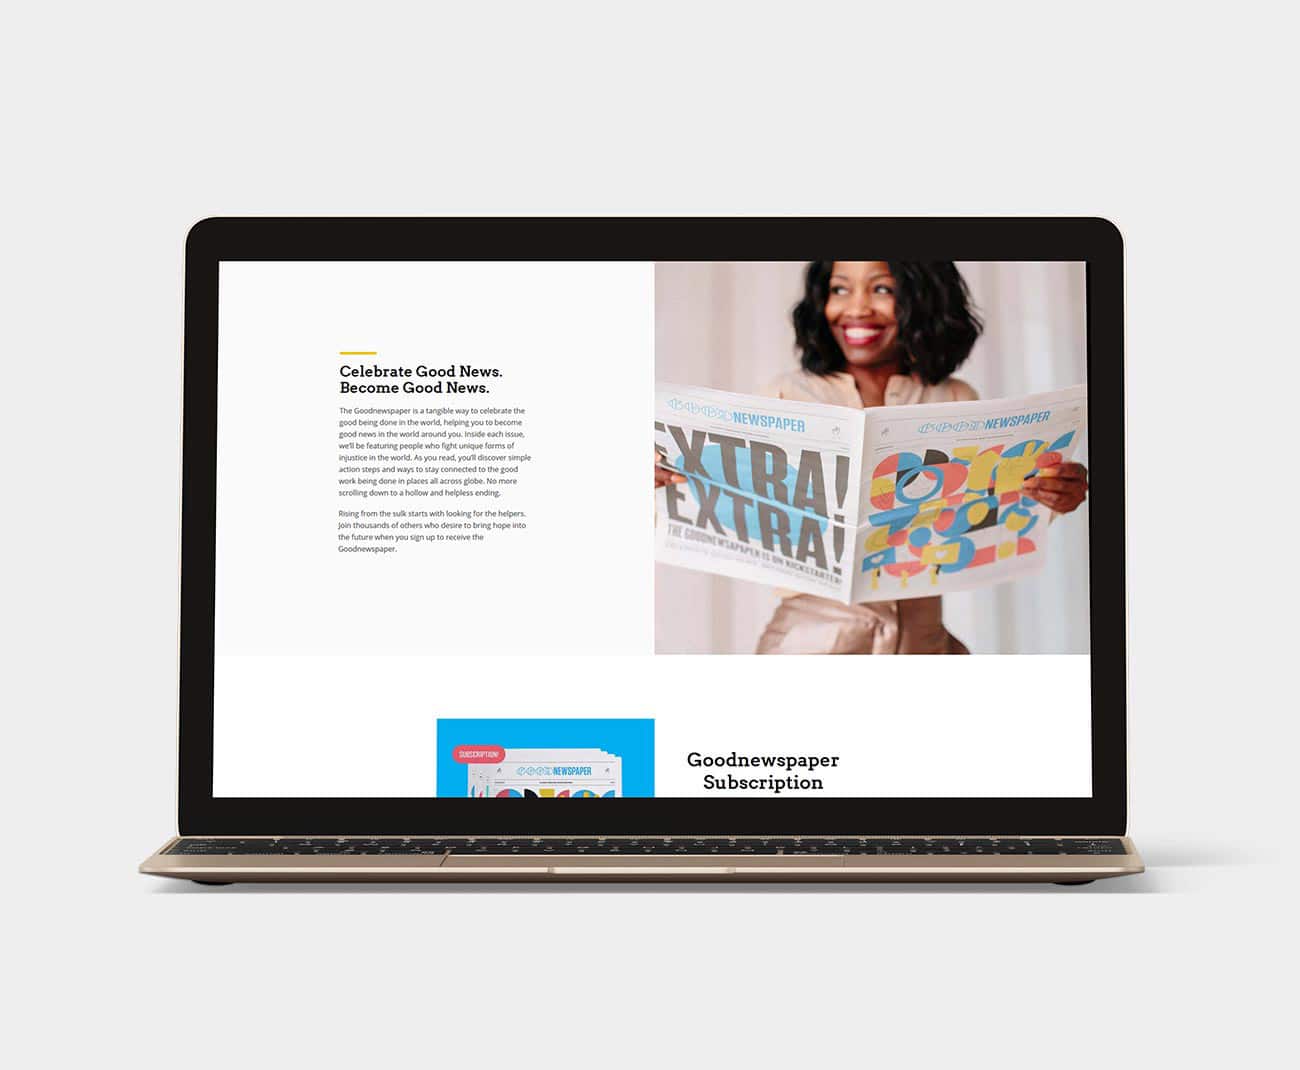 Celebrate Good News.
Become Good News.
The Goodnewspaper is a tangible way to celebrate the
good being done in the world, helping you to become
good news in the world around you. Inside each issue,
we'll be featuring people who fight unique forms of
injustice in the world. As you read, you'll discover simple
action steps and ways to stay connected to the good
work being done in places all across globe. No more
scrolling down to a hollow and helpless ending.
Rising from the sulk starts with looking for the helpers.
Join thousands of others who desire to bring hope into
the future when you sign up to receive the
Goodnewspaper.
GOODNEWSPAPER
EXTRA!
EXTRA!
THE GOODNEWSAPAPER IS ON KICKSTARTER!
GOODNEWSPAPER
SUBSCRIPTION!
GOODNEWSPAPER
Goodnewspaper
Subscription